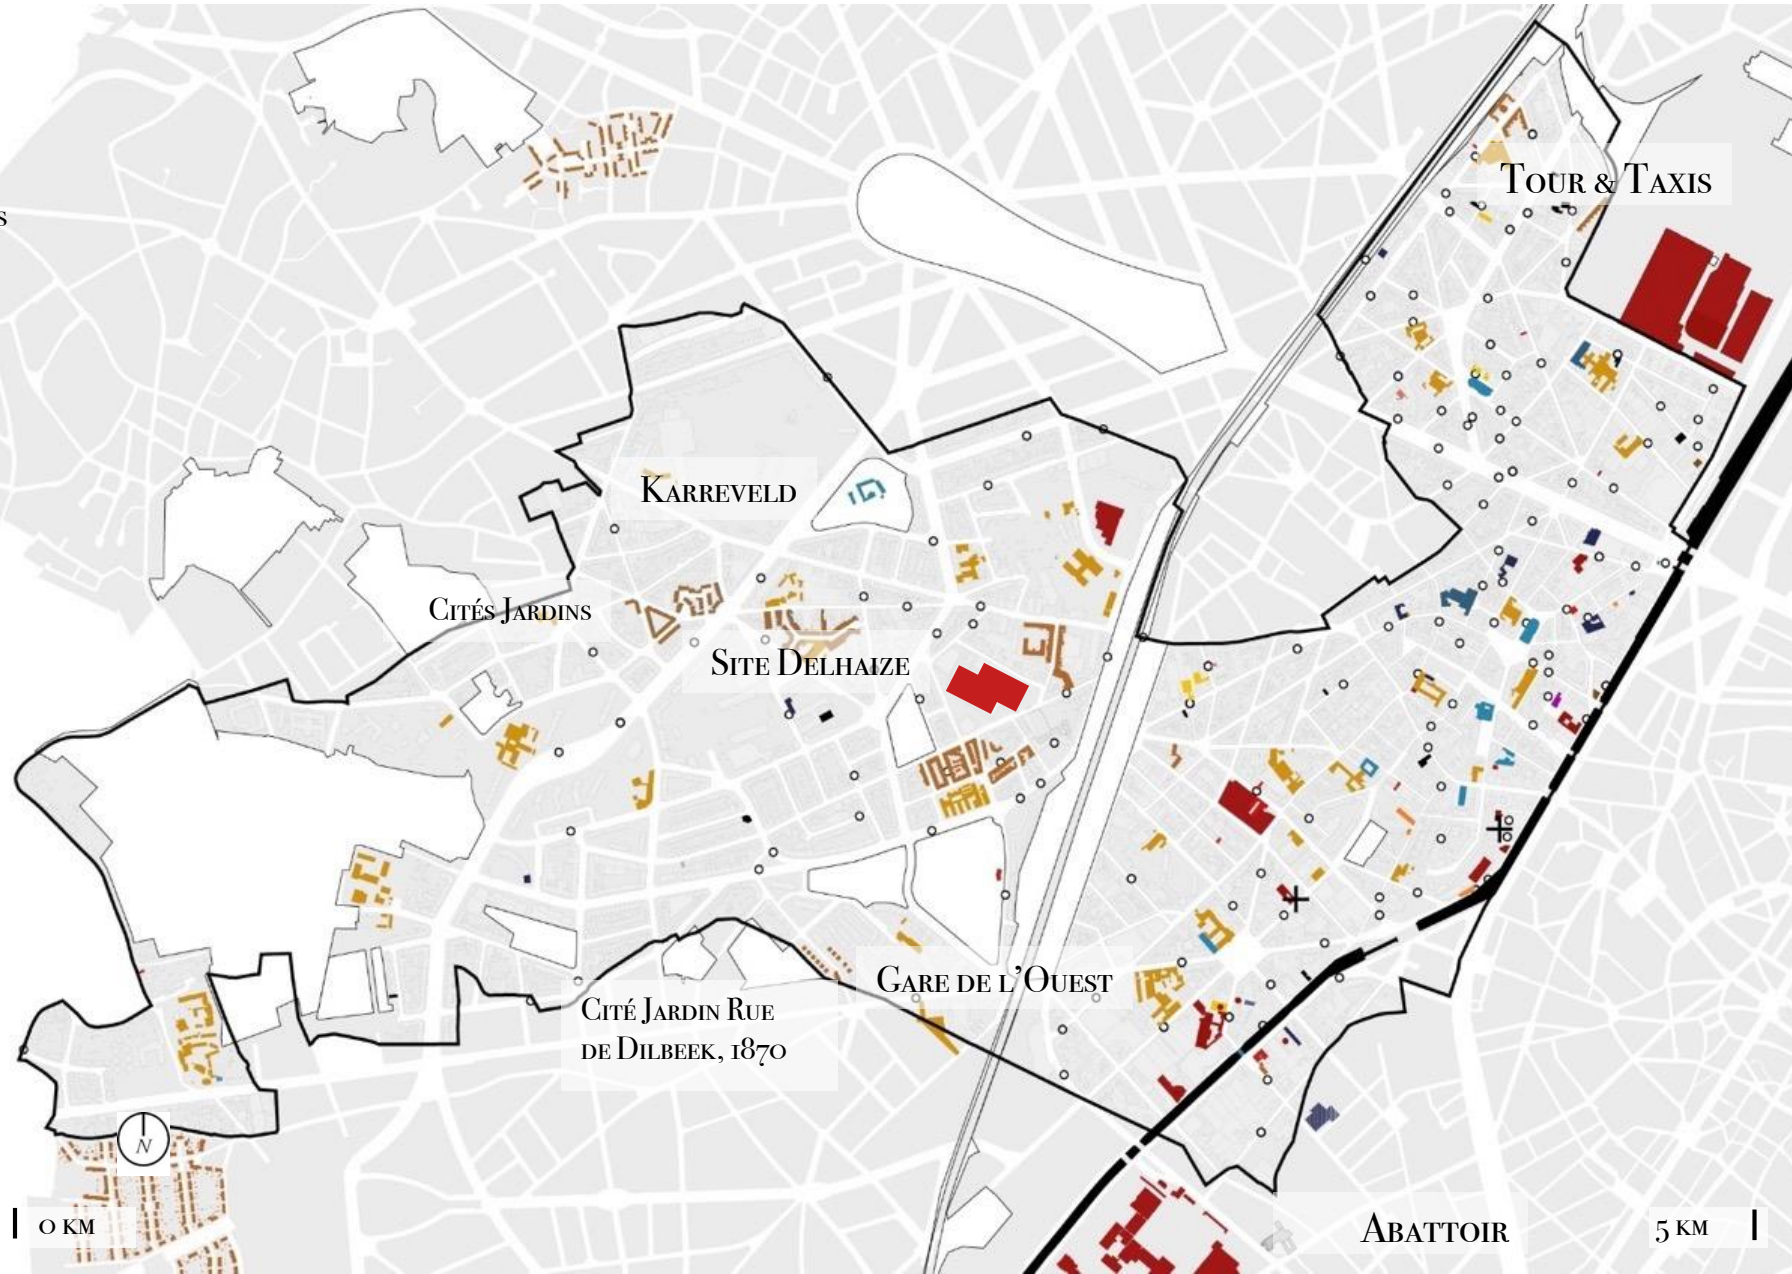 Tour & Taxis
s
Karreveld
Cités Jardins
Site Delhaize
Gare de l'Ouest
Cité Jardin Rue
de Dilbeek, 1870
N
0 km
Abattoir
5 km